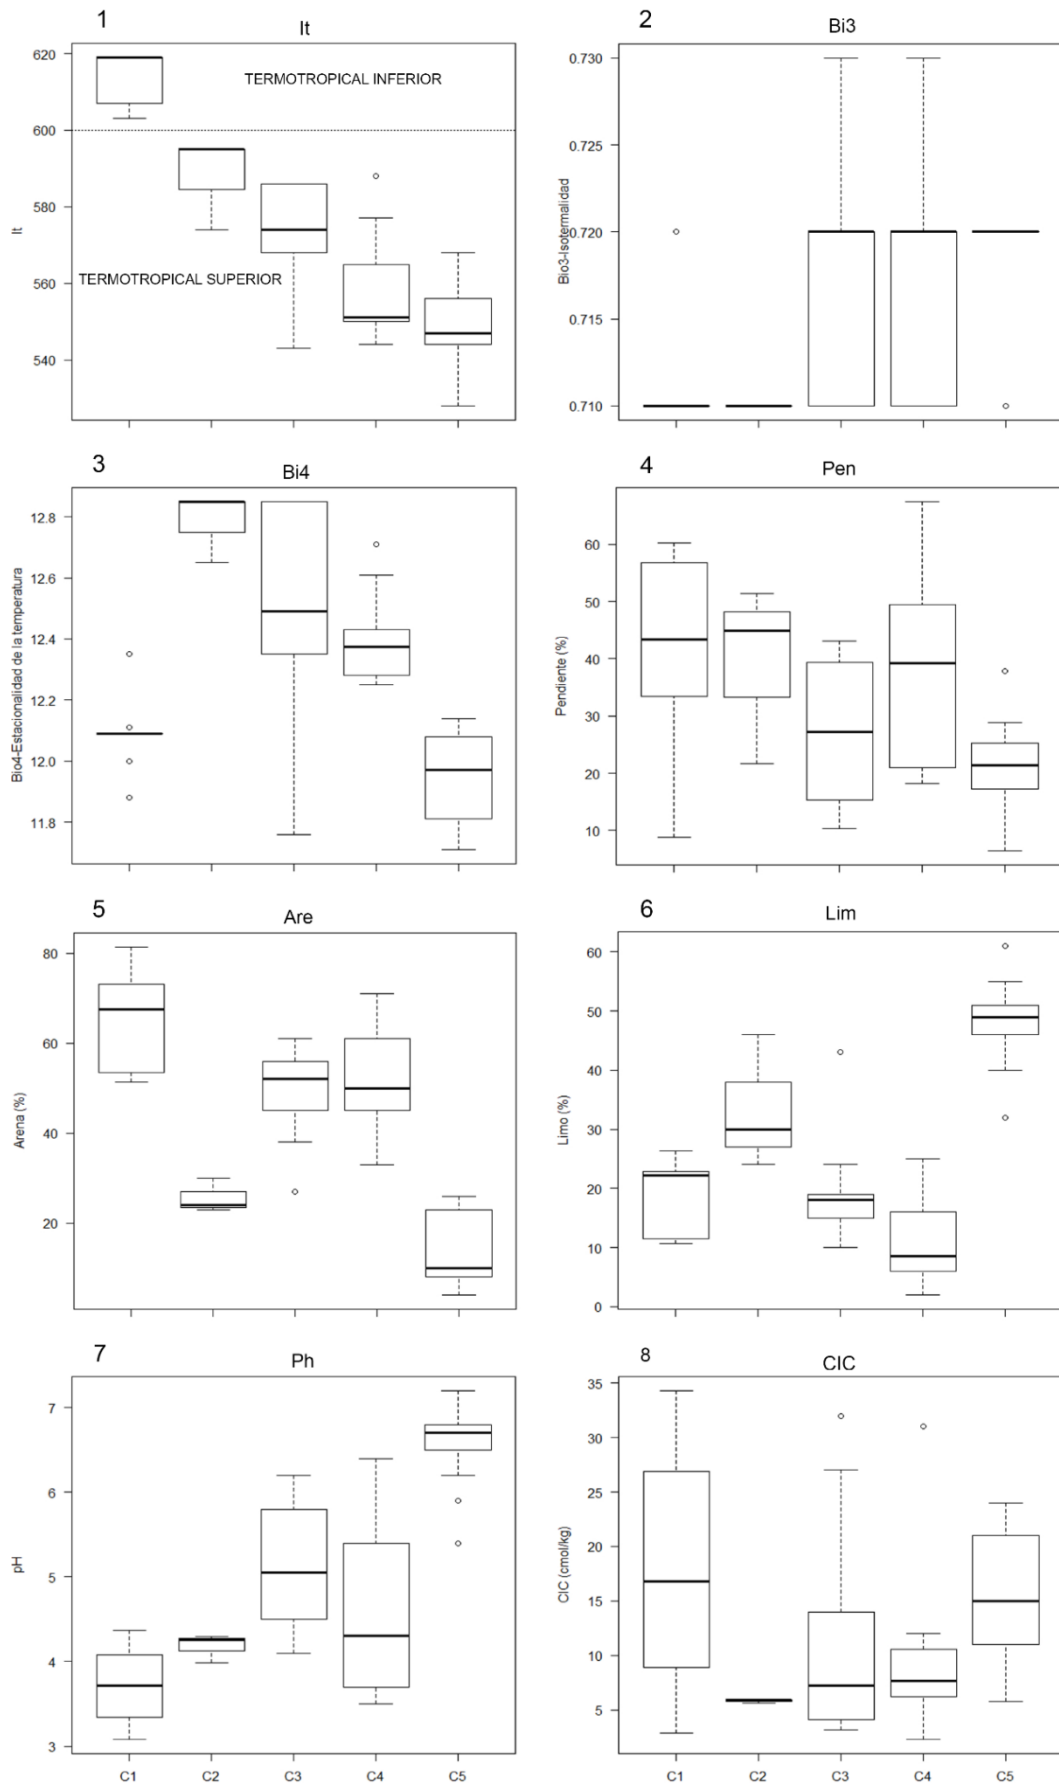 1
It
620
600
580
560
540
It
TERMOTROPICAL INFERIOR
TERMOTROPICAL SUPERIOR
2
Bi3
0.730
0.725
0.720
0.715
0.710
Bio3-Isotermalidad
3
Bi4
12.8
12.6
12.4
12.2
12.0
11.8
Bio4-Estacionalidad de la temperatura
4
Pen
60
50
40
30
20
10
Pendiente (%)
5
Are
80
60
40
20
Arena (%)
6
Lim
60
50
40
30
20
10
0
Limo (%)
7
Ph
7
6
5
4
3
pH
C1 C2 C3 C4 C5
8
CIC
35
30
25
20
15
10
5
CIC (cmol/kg)
C1 C2 C3 C4 C5